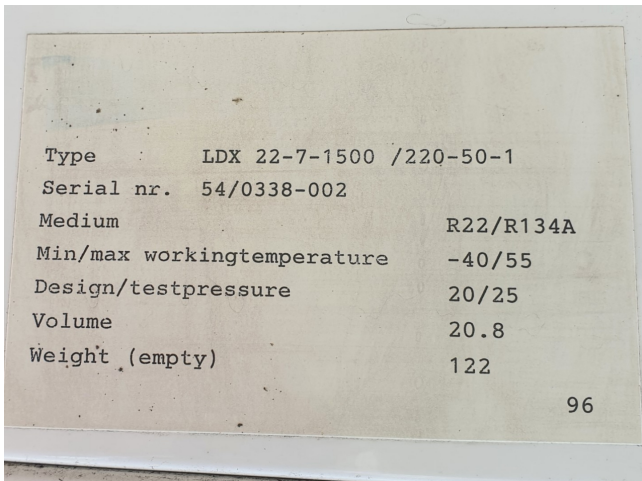 Type : LDX 22-7-1500 /220-50-1
Serial nr. 54/0338-002
Medium R22/R134A
Min/max workingtemperature -40/55
Design/testpressure 20/25
Volume 20.8
Weight (empty) 122
96